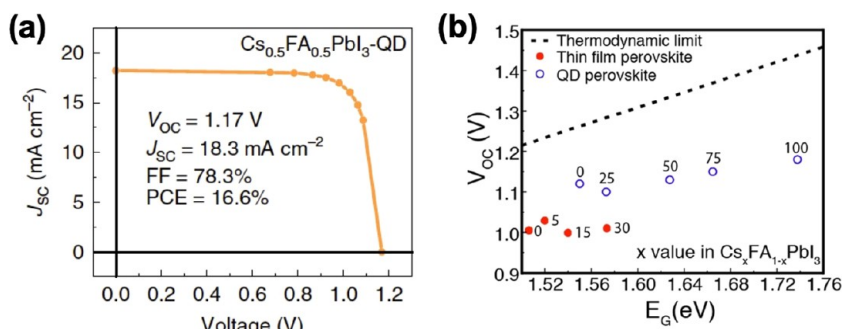 (a)
Cs0.5FA0.5PbI3-QD
JSC (mA cm−2)
20
15
10
5
0
VOC = 1.17 V
JSC = 18.3 mA cm−2
FF = 78.3%
PCE = 16.6%
0.0 0.2 0.4 0.6 0.8 1.0 1.2
Voltage (V)
(b)
VOC (V)
1.5
1.4
1.3
1.2
1.1
1.0
0.9
Thermodynamic limit
Thin film perovskite
QD perovskite
0 25 50 75 100
0 5 15 30
x value in CsxFA1-xPbI3
1.52 1.56 1.60 1.64 1.68 1.72 1.76
EG(eV)